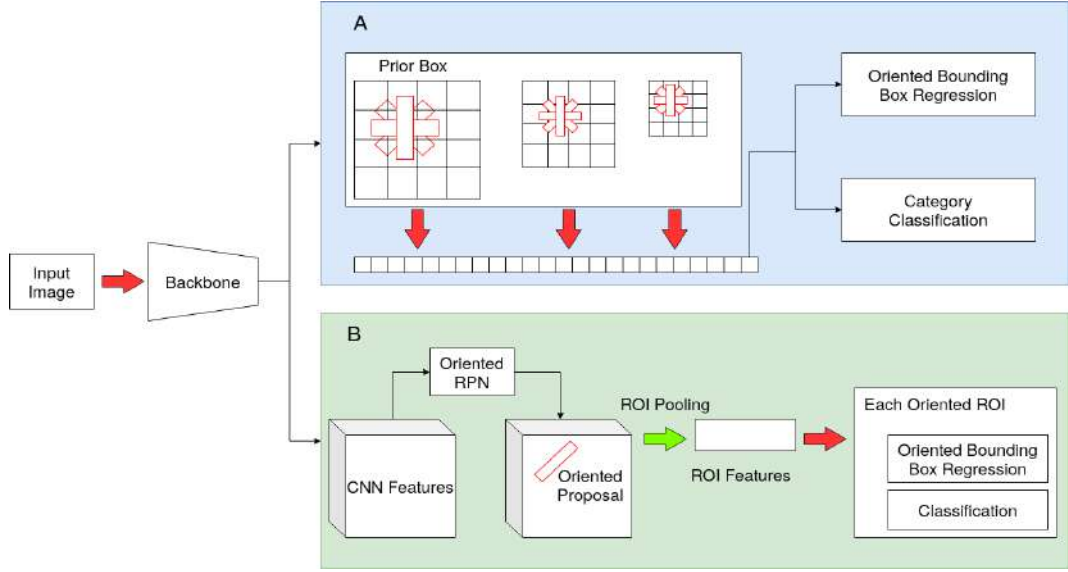 A
Prior Box
Oriented Bounding
Box Regression
Category
Classification
Input
Image
Backbone
B
Oriented
RPN
CNN Features
Oriented
Proposal
ROI Pooling
ROI Features
Each Oriented ROI
Oriented Bounding
Box Regression
Classification